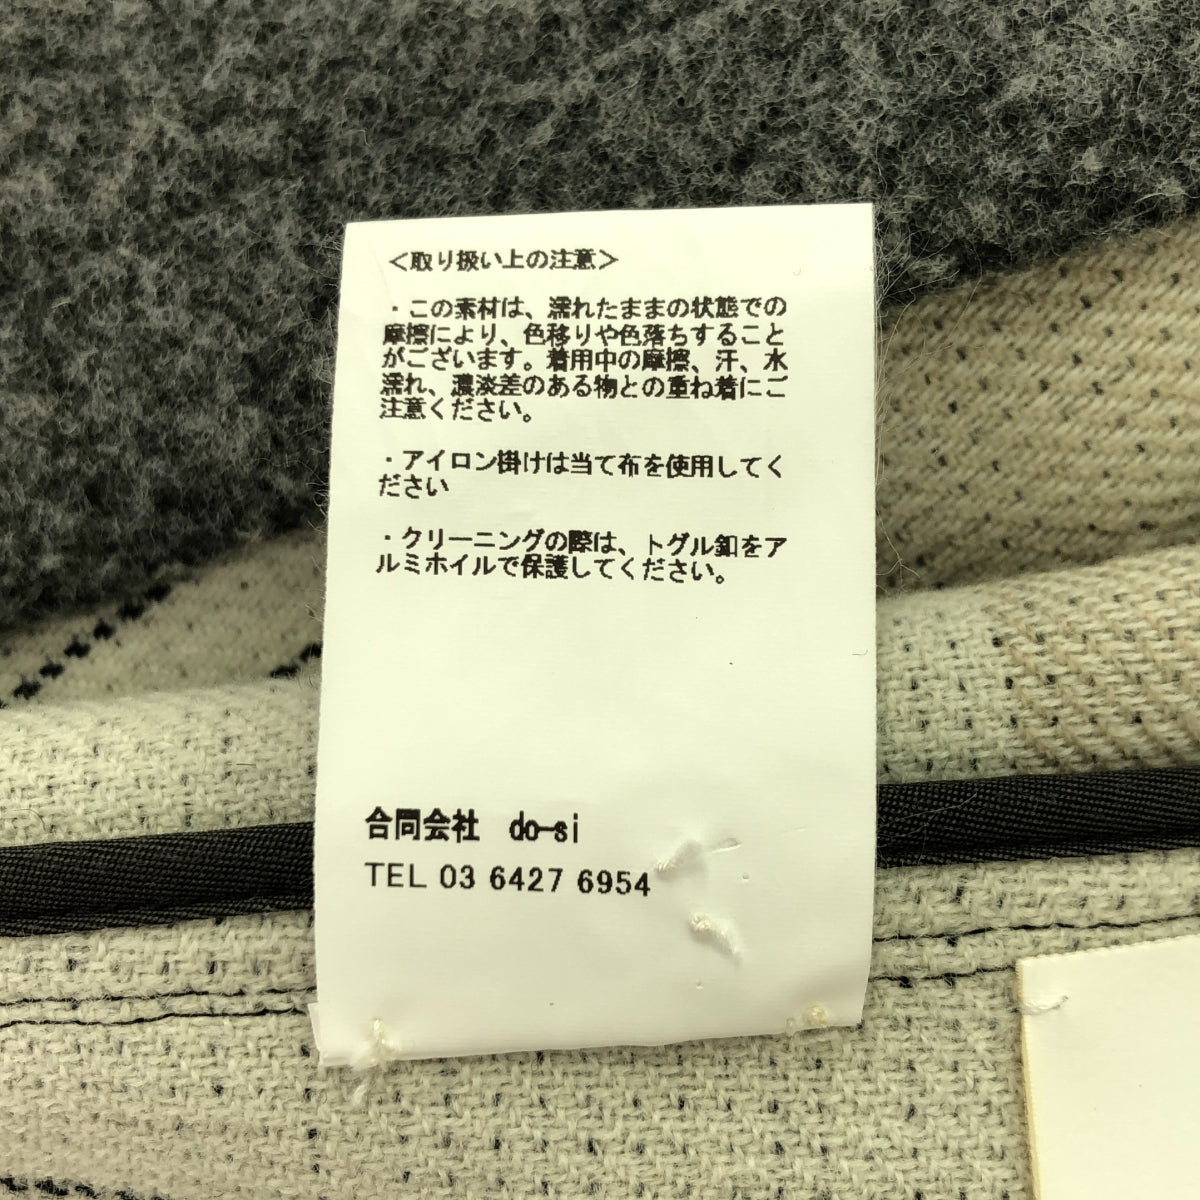 ＜取り扱い上の注意＞
・この素材は、濡れたままの状態での
摩擦により、色移りや色落ちすること
がございます。着用中の摩擦、汗、水
濡れ、濃淡差のある物との重ね着にご
注意ください。
・アイロン掛けは当て布を使用してく
ださい
・クリーニングの際は、トグル釦をア
ルミホイルで保護してください。
合同会社　do-si
TEL 03 6427 6954